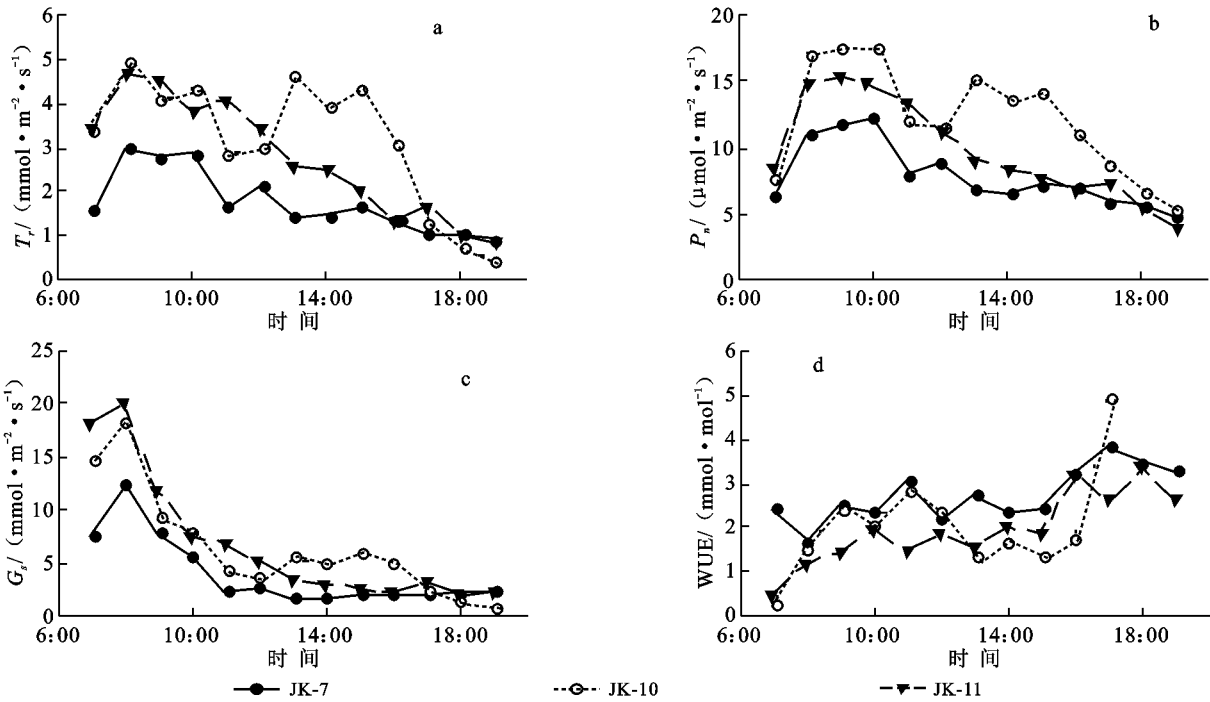 a
T_r/（mmol·m⁻²·s⁻¹）
6
5
4
3
2
1
0
6:00 10:00 14:00 18:00
时 间
b
P_n/（μmol·m⁻²·s⁻¹）
20
15
10
5
0
6:00 10:00 14:00 18:00
时 间
c
G_s/（mmol·m⁻²·s⁻¹）
25
20
15
10
5
0
6:00 10:00 14:00 18:00
时 间
d
WUE/（mmol·mol⁻¹）
6
5
4
3
2
1
0
6:00 10:00 14:00 18:00
时 间
JK-7 JK-10 JK-11